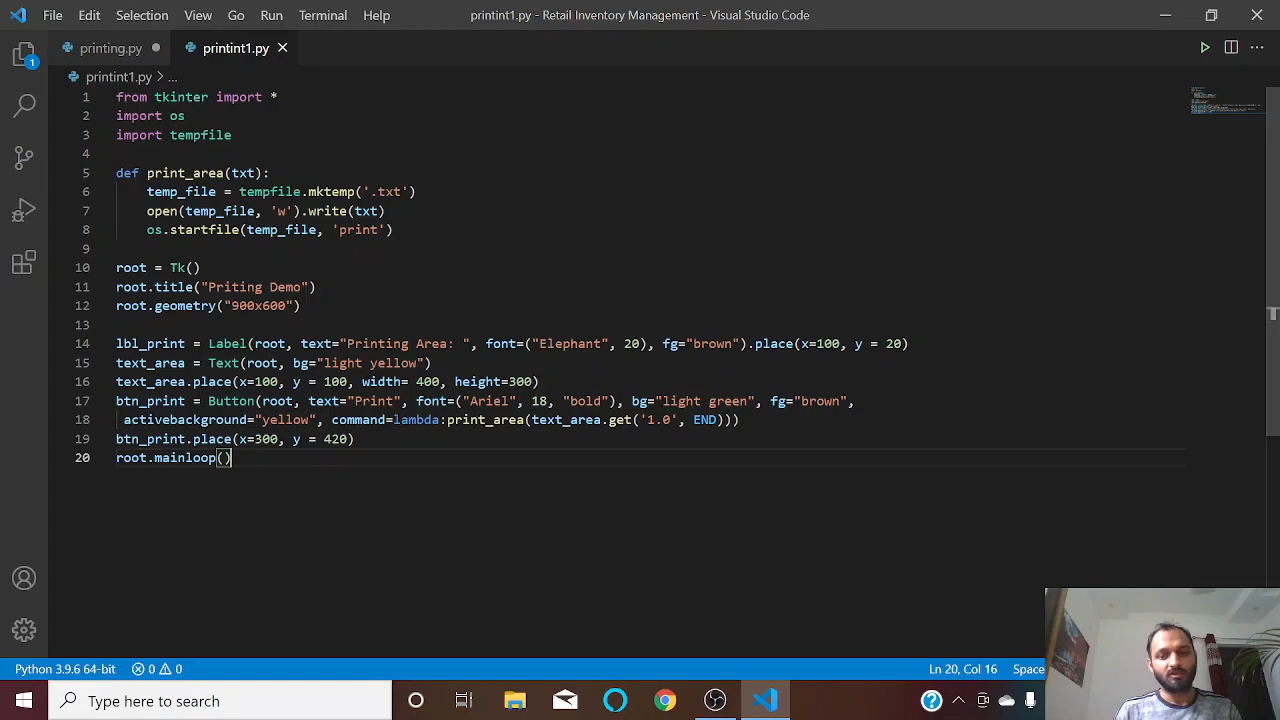 File Edit Selection View Go Run Terminal Help printint1.py - Retail Inventory Management - Visual Studio Code
printing.py printint1.py
printint1.py > ...
1 from tkinter import *
2 import os
3 import tempfile
4
5 def print_area(txt):
6 temp_file = tempfile.mktemp('.txt')
7 open(temp_file, 'w').write(txt)
8 os.startfile(temp_file, 'print')
9
10 root = Tk()
11 root.title("Priting Demo")
12 root.geometry("900x600")
13
14 lbl_print = Label(root, text="Printing Area: ", font=("Elephant", 20), fg="brown").place(x=100, y = 20)
15 text_area = Text(root, bg="light yellow")
16 text_area.place(x=100, y = 100, width= 400, height=300)
17 btn_print = Button(root, text="Print", font=("Ariel", 18, "bold"), bg="light green", fg="brown",
18 activebackground="yellow", command=lambda:print_area(text_area.get('1.0', END)))
19 btn_print.place(x=300, y = 420)
20 root.mainloop()
1
Python 3.9.6 64-bit 0 0 Ln 20, Col 16 Space
Type here to search